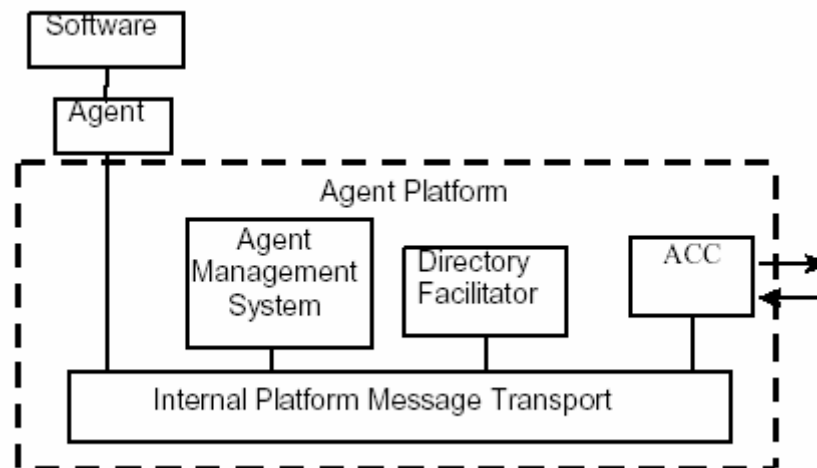 Software
Agent
Agent Platform
Agent
Management
System
Directory
Facilitator
ACC
Internal Platform Message Transport